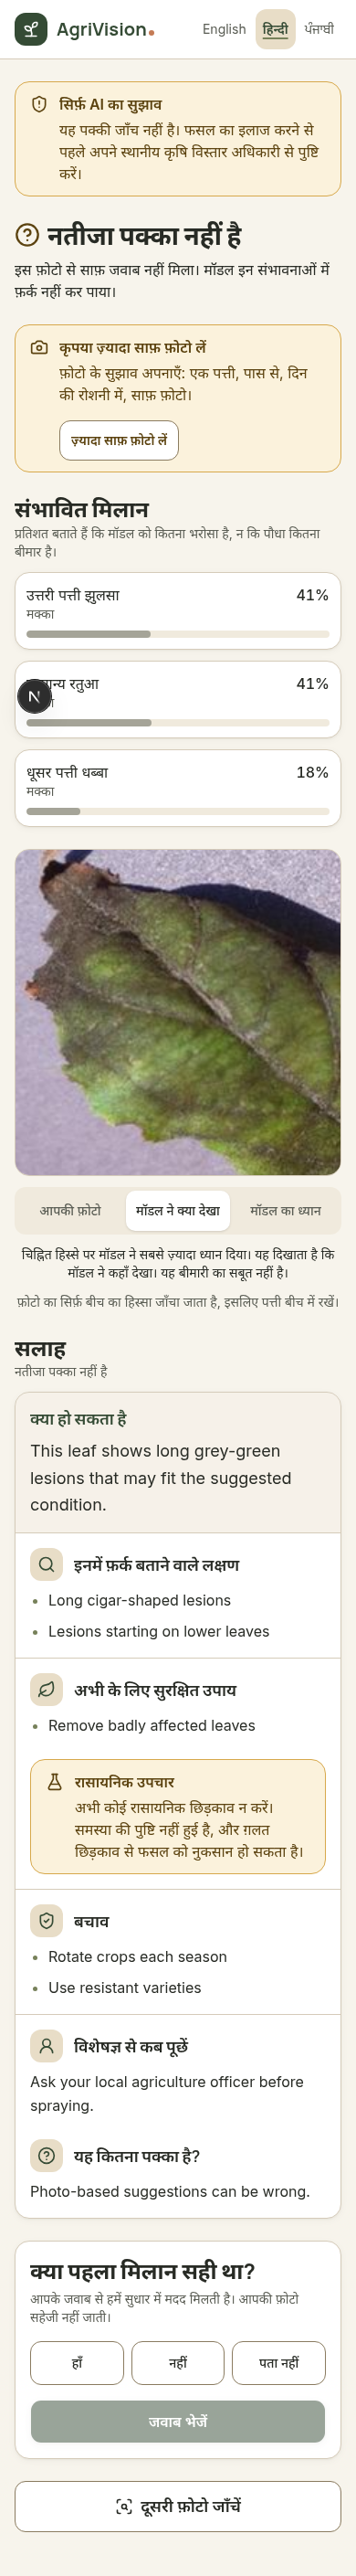 AgriVision.
English हिन्दी ਪੰਜਾਬੀ
सिर्फ़ AI का सुझाव
यह पक्की जाँच नहीं है। फसल का इलाज करने से
पहले अपने स्थानीय कृषि विस्तार अधिकारी से पुष्टि
करें।
नतीजा पक्का नहीं है
इस फ़ोटो से साफ़ जवाब नहीं मिला। मॉडल इन संभावनाओं में
फ़र्क नहीं कर पाया।
कृपया ज़्यादा साफ़ फ़ोटो लें
फ़ोटो के सुझाव अपनाएँ: एक पत्ती, पास से, दिन
की रोशनी में, साफ़ फ़ोटो।
ज़्यादा साफ़ फ़ोटो लें
संभावित मिलान
प्रतिशत बताते हैं कि मॉडल को कितना भरोसा है, न कि पौधा कितना
बीमार है।
उत्तरी पत्ती झुलसा 41%
मक्का
रतुआ 41%
N
धूसर पत्ती धब्बा 18%
मक्का
आपकी फ़ोटो मॉडल ने क्या देखा मॉडल का ध्यान
चिह्नित हिस्से पर मॉडल ने सबसे ज़्यादा ध्यान दिया। यह दिखाता है कि
मॉडल ने कहाँ देखा। यह बीमारी का सबूत नहीं है।
फ़ोटो का सिर्फ़ बीच का हिस्सा जाँचा जाता है, इसलिए पत्ती बीच में रखें।
सलाह
नतीजा पक्का नहीं है
क्या हो सकता है
This leaf shows long grey-green
lesions that may fit the suggested
condition.
इनमें फ़र्क बताने वाले लक्षण
• Long cigar-shaped lesions
• Lesions starting on lower leaves
अभी के लिए सुरक्षित उपाय
• Remove badly affected leaves
रासायनिक उपचार
अभी कोई रासायनिक छिड़काव न करें।
समस्या की पुष्टि नहीं हुई है, और ग़लत
छिड़काव से फसल को नुकसान हो सकता है।
बचाव
• Rotate crops each season
• Use resistant varieties
विशेषज्ञ से कब पूछें
Ask your local agriculture officer before
spraying.
यह कितना पक्का है?
Photo-based suggestions can be wrong.
क्या पहला मिलान सही था?
आपके जवाब से हमें सुधार में मदद मिलती है। आपकी फ़ोटो
सहेजी नहीं जाती।
हाँ नहीं पता नहीं
जवाब भेजें
दूसरी फ़ोटो जाँचें